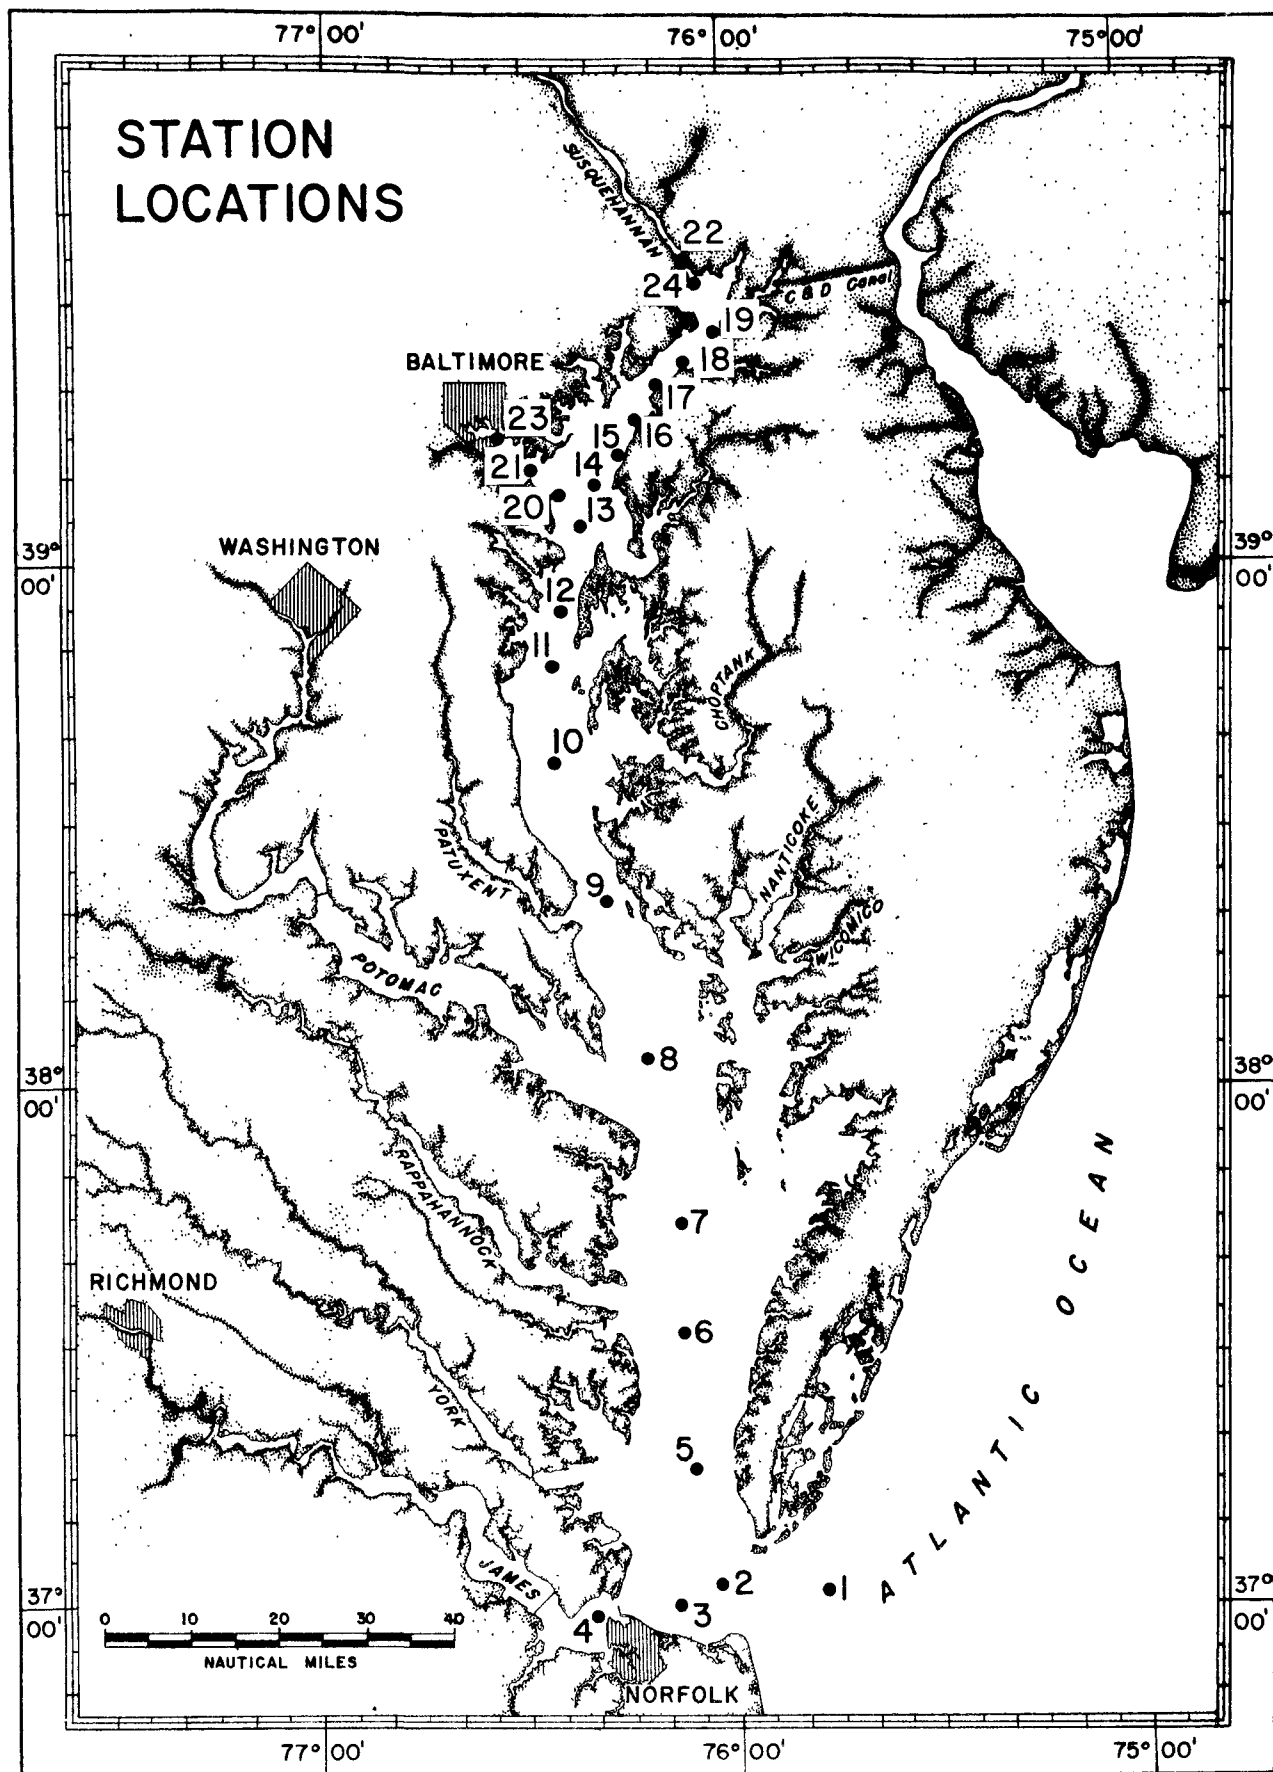 77° 00'
76° 00'
75° 00'
STATION
LOCATIONS
SUSQUEHANNAH
22
24
C & D Canal
19
BALTIMORE
18
17
23
15
16
14
21
20
13
39°
00'
39°
00'
WASHINGTON
12
11
CHOPTANK
10
NANTICOKE
PATUXENT
9
WICOMICO
POTOMAC
8
38°
00'
38°
00'
RAPPAHANNOCK
7
RICHMOND
6
ATLANTIC OCEAN
YORK
5
JAMES
2
1
3
4
37°
00'
37°
00'
0 10 20 30 40
NAUTICAL MILES
NORFOLK
77° 00'
76° 00'
75° 00'